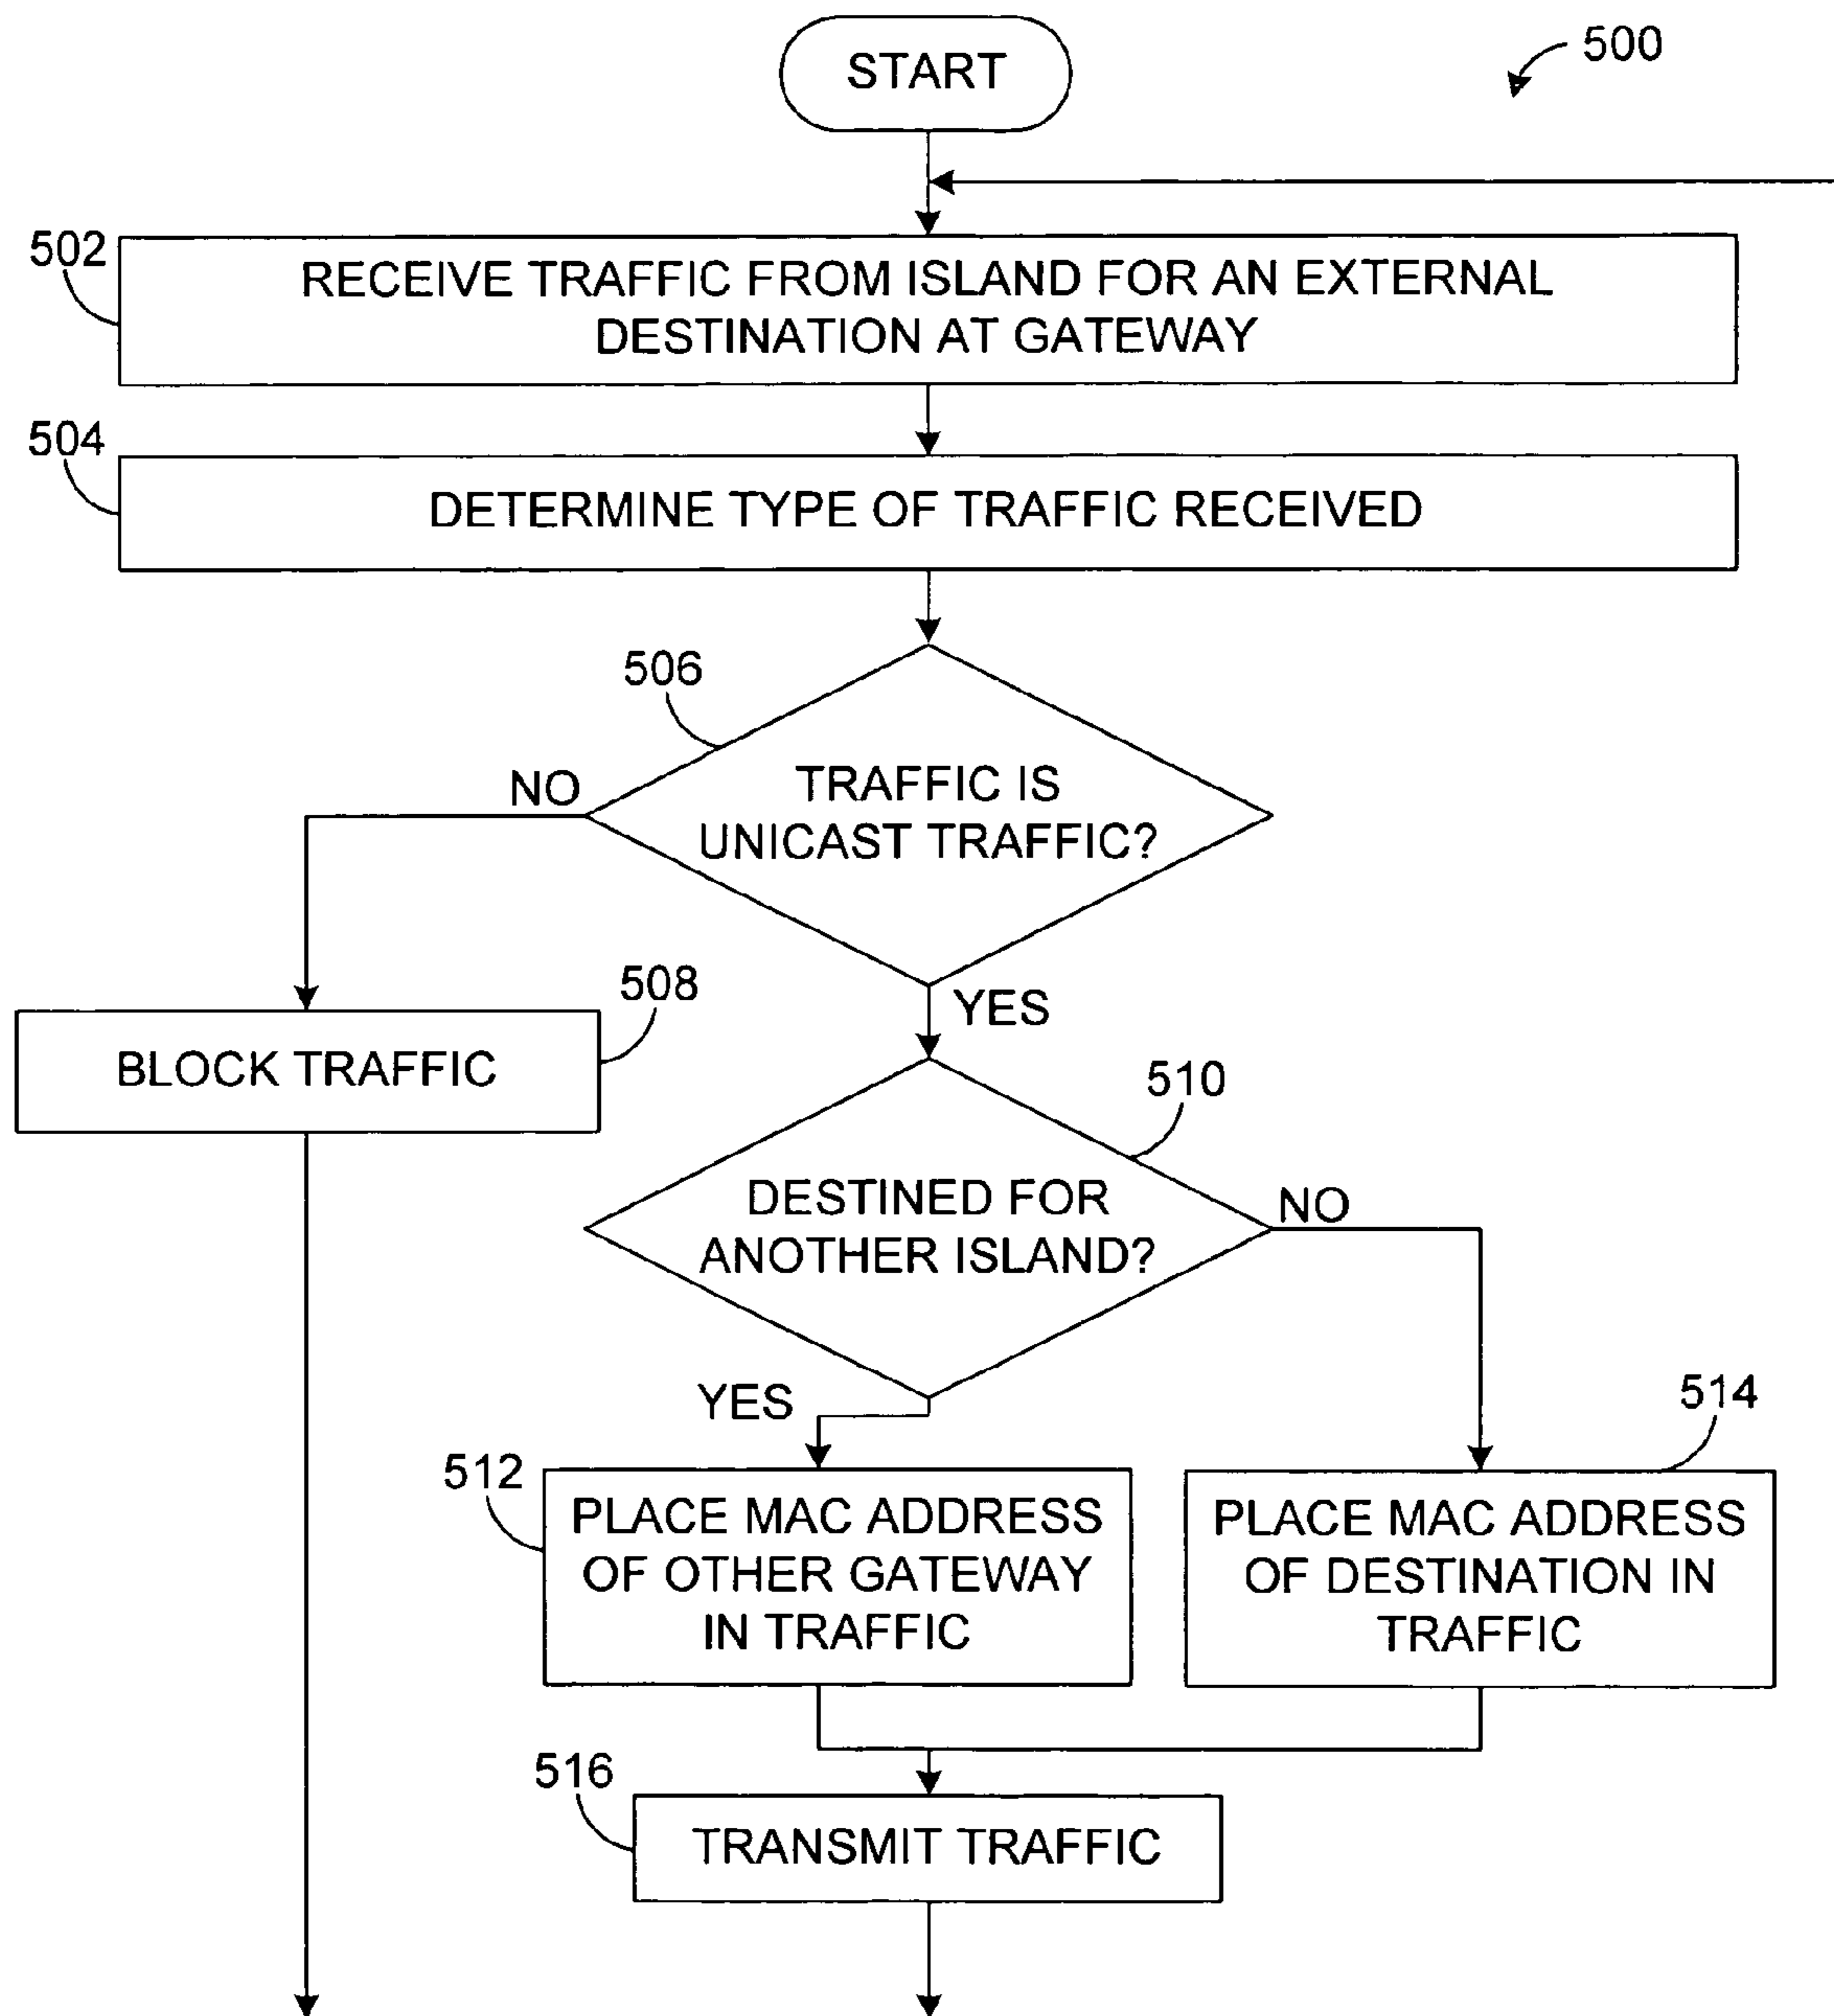 START
500
502
RECEIVE TRAFFIC FROM ISLAND FOR AN EXTERNAL
DESTINATION AT GATEWAY
504
DETERMINE TYPE OF TRAFFIC RECEIVED
506
NO
TRAFFIC IS
UNICAST TRAFFIC?
YES
508
BLOCK TRAFFIC
510
DESTINED FOR
ANOTHER ISLAND?
NO
YES
512
PLACE MAC ADDRESS
OF OTHER GATEWAY
IN TRAFFIC
514
PLACE MAC ADDRESS
OF DESTINATION IN
TRAFFIC
516
TRANSMIT TRAFFIC